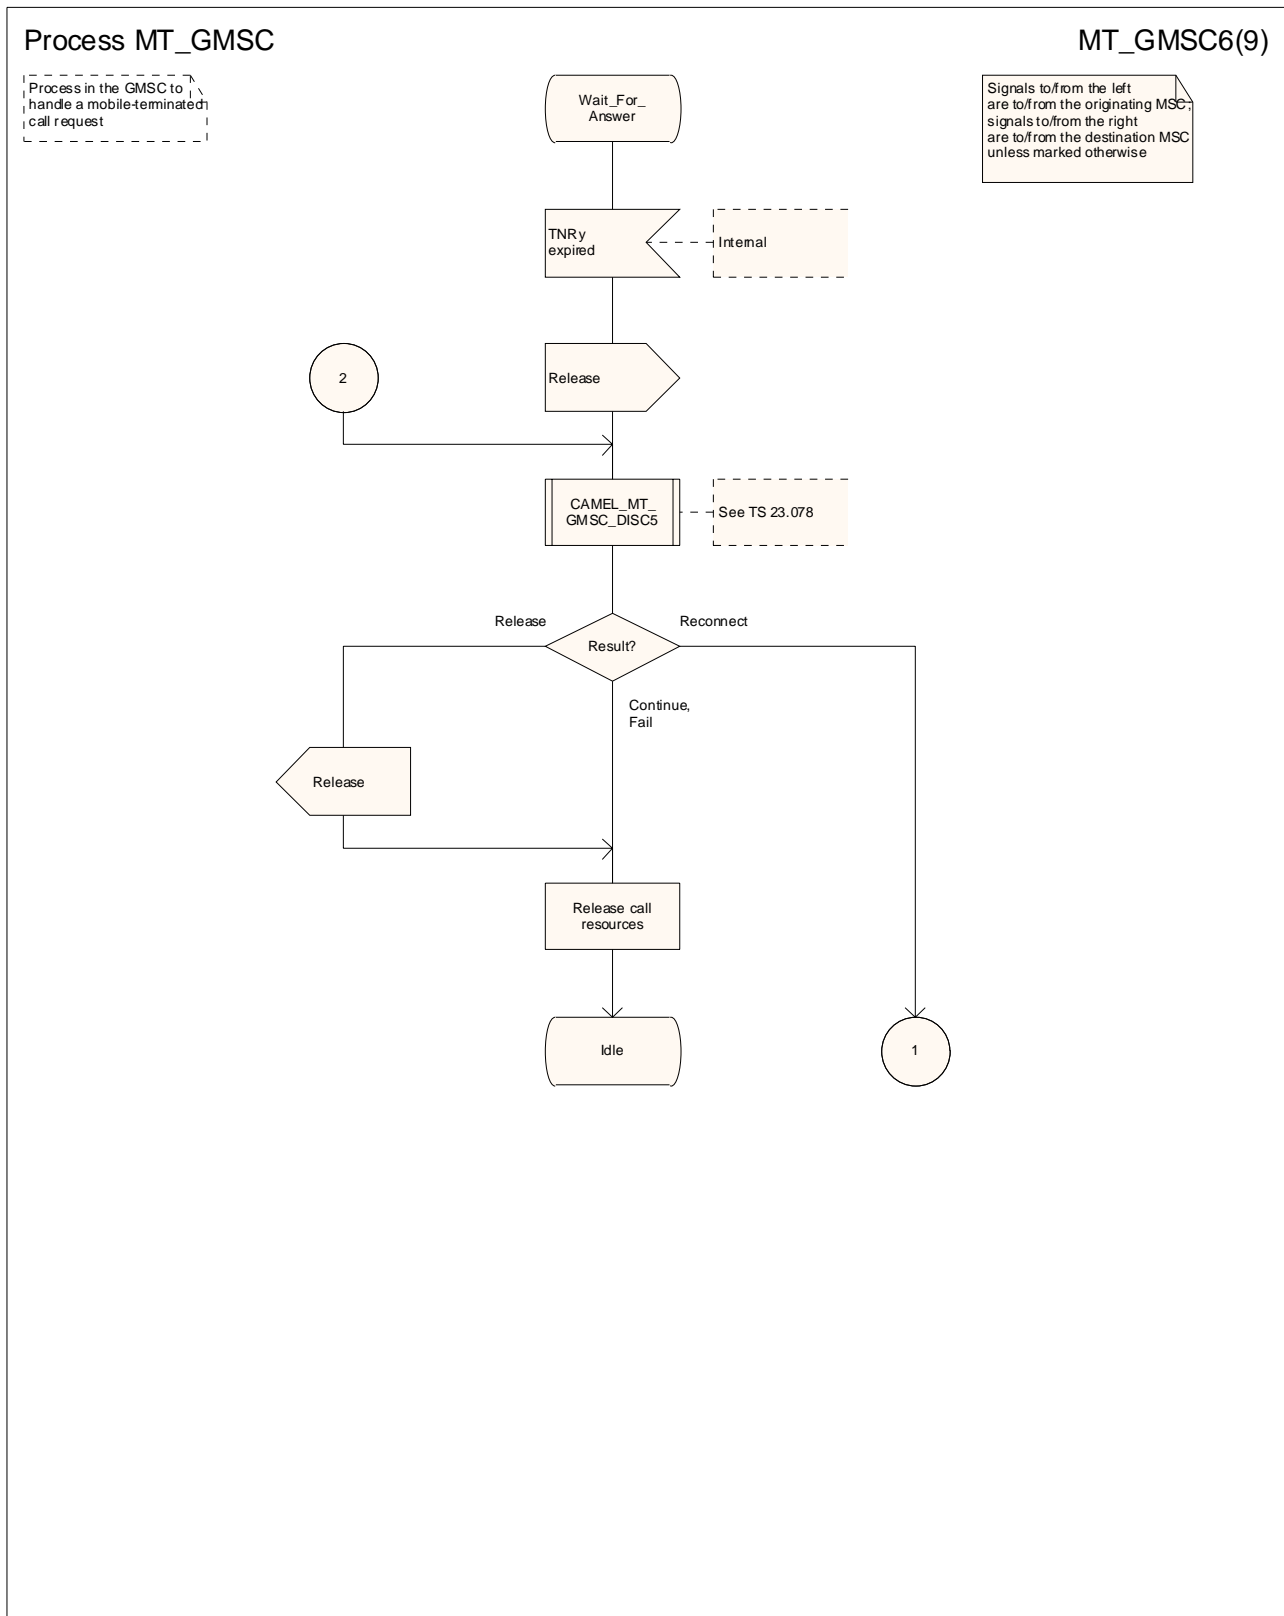 Process MT_GMSC
MT_GMSC6(9)
Process in the GMSC to
handle a mobile-terminated
call request
Wait_For_
Answer
Signals to/from the left
are to/from the originating MSC;
signals to/from the right
are to/from the destination MSC
unless marked otherwise
TNRy
expired
Internal
2
Release
CAMEL_MT_
GMSC_DISC5
See TS 23.078
Release
Reconnect
Result?
Continue,
Fail
Release
Release call
resources
Idle
1